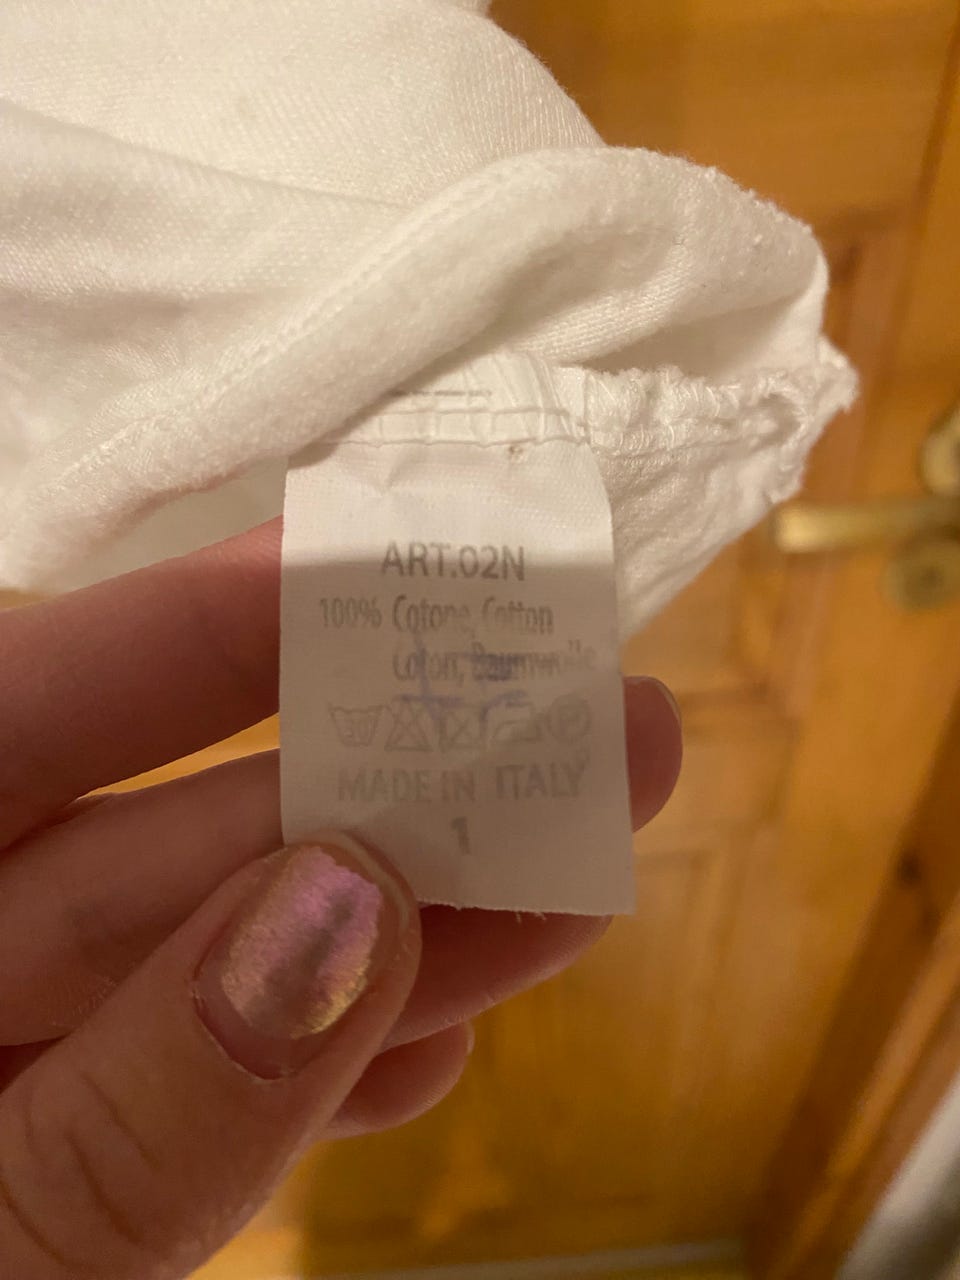 ART.02N
100% Cotone, Cotton
Coton, Baumwolle
MADE IN ITALY
1